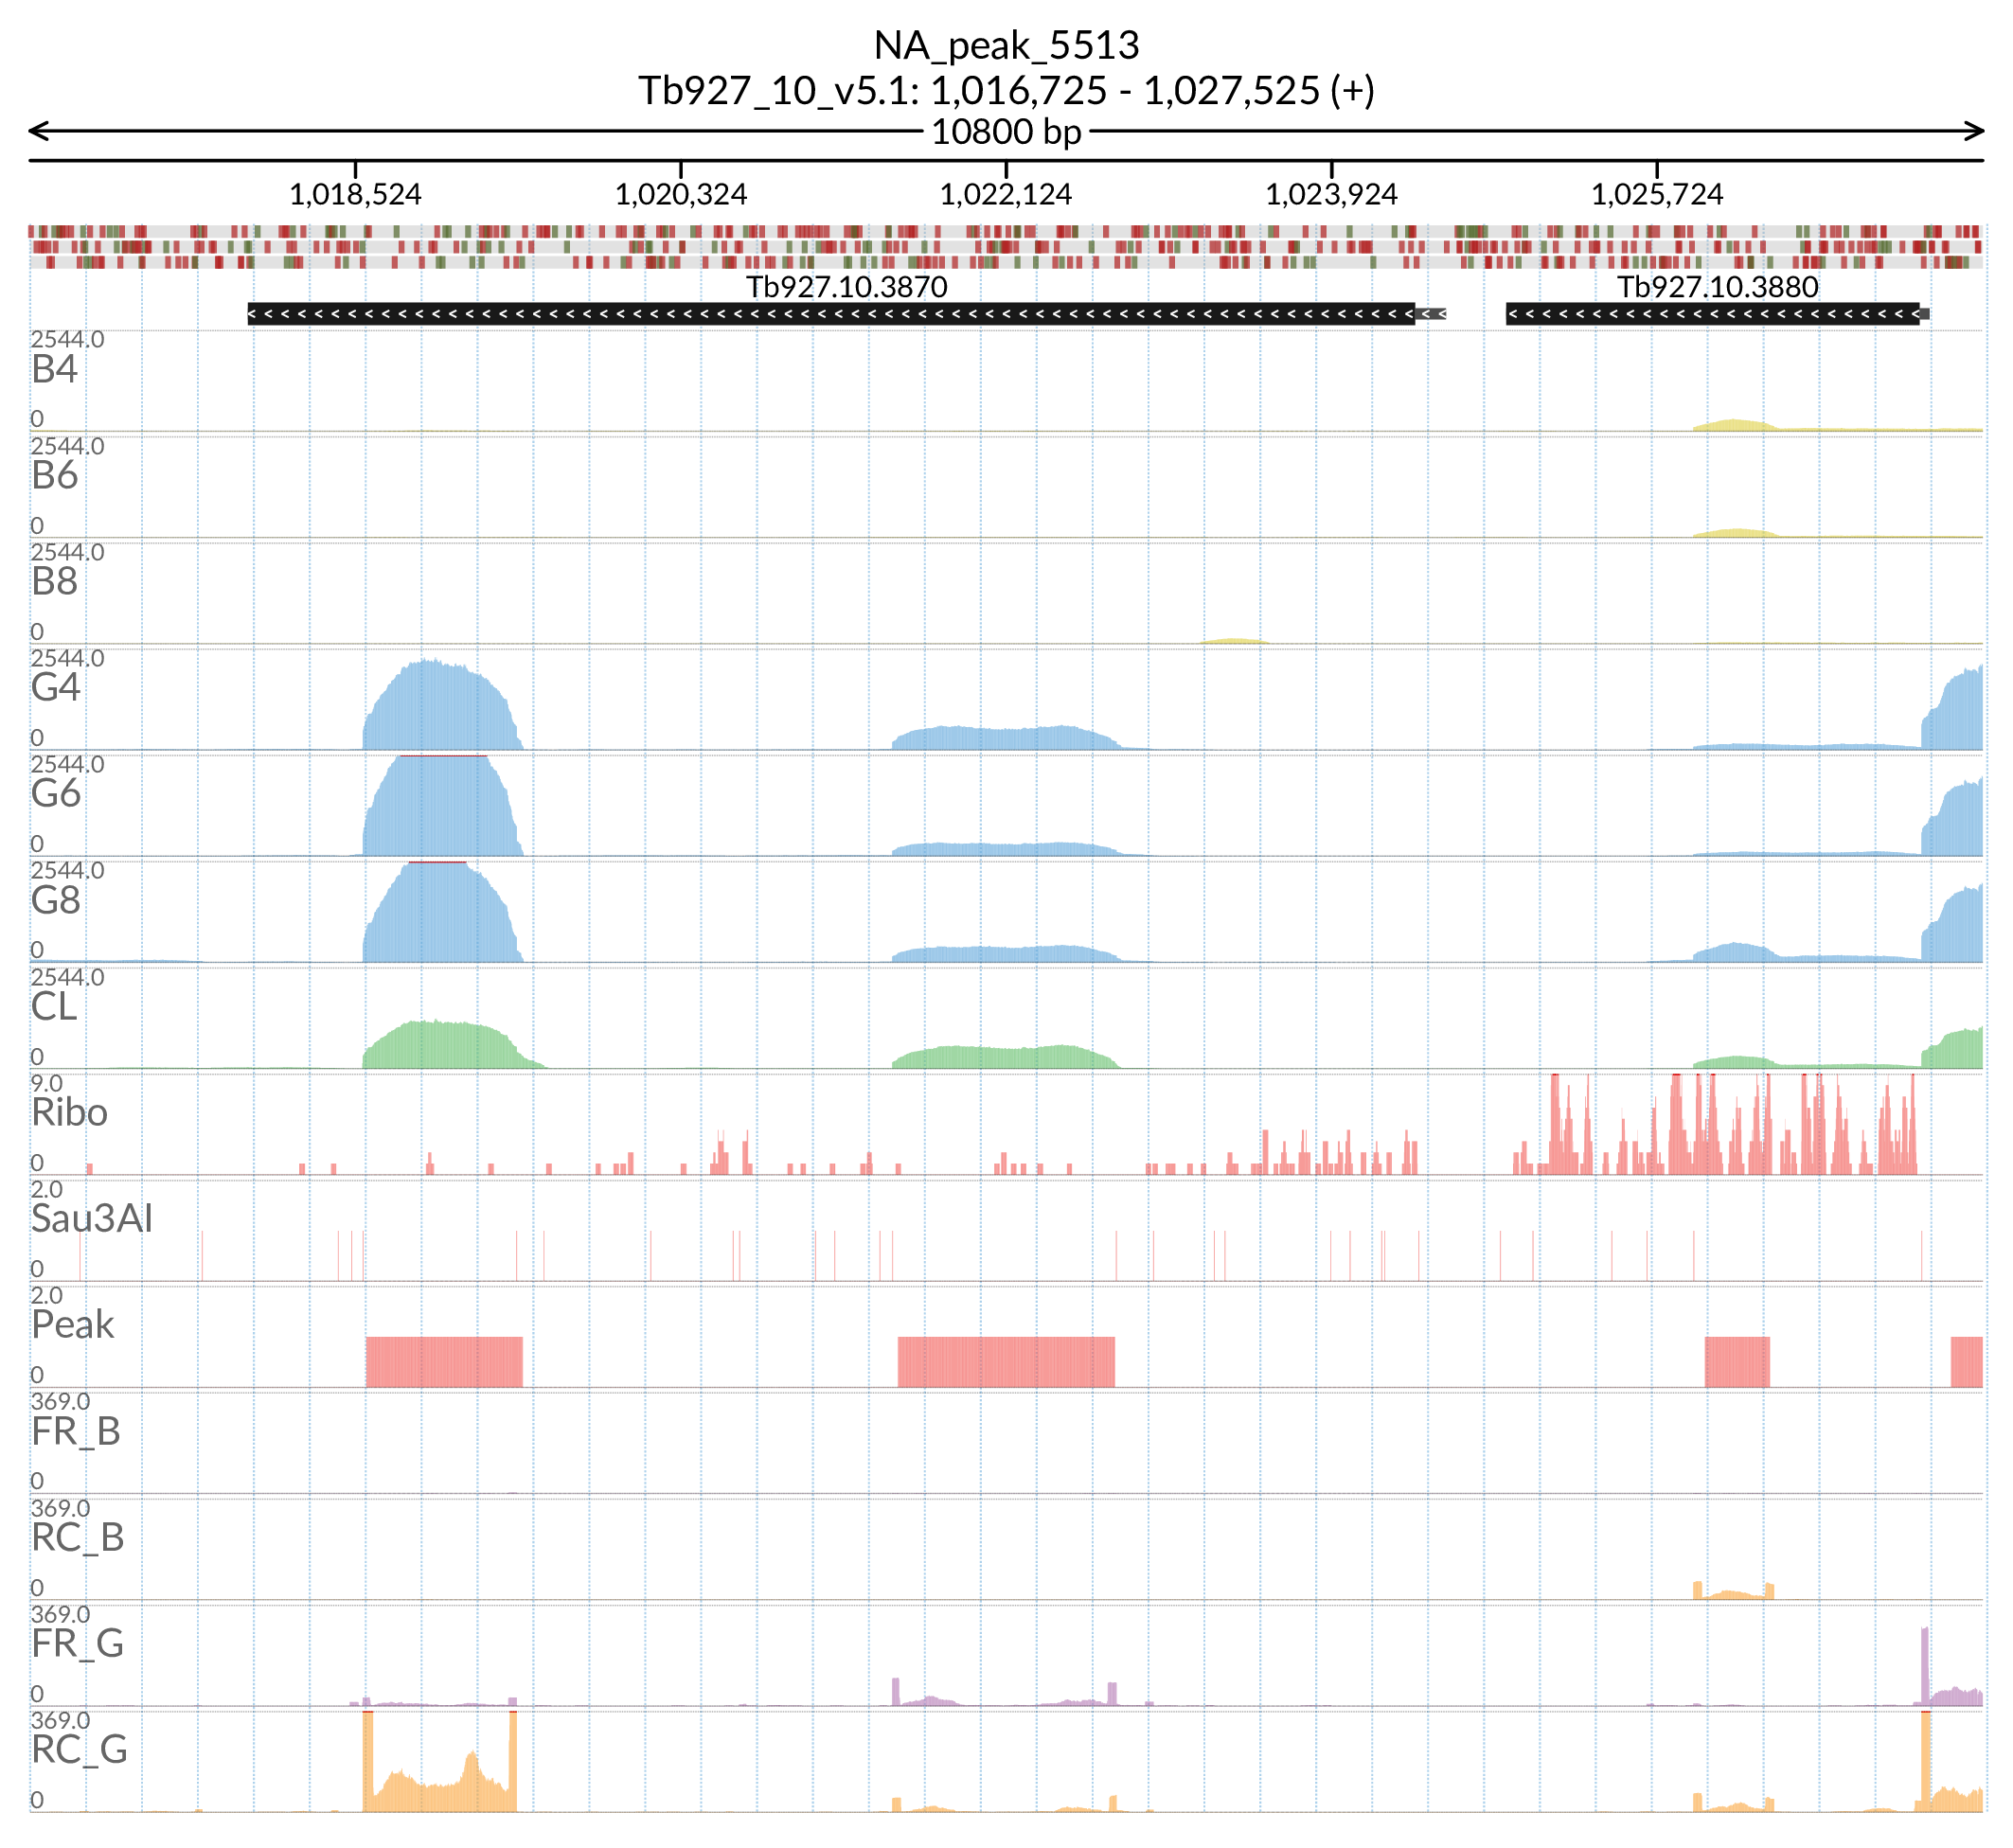 NA_peak_5513
Tb927_10_v5.1: 1,016,725 - 1,027,525 (+)
10800 bp
1,018,524 1,020,324 1,022,124 1,023,924 1,025,724
Tb927.10.3870 Tb927.10.3880
2544.0
B4
0
2544.0
B6
0
2544.0
B8
0
2544.0
G4
0
2544.0
G6
0
2544.0
G8
0
2544.0
CL
0
9.0
Ribo
0
2.0
Sau3AI
0
2.0
Peak
0
369.0
FR_B
0
369.0
RC_B
0
369.0
FR_G
0
369.0
RC_G
0